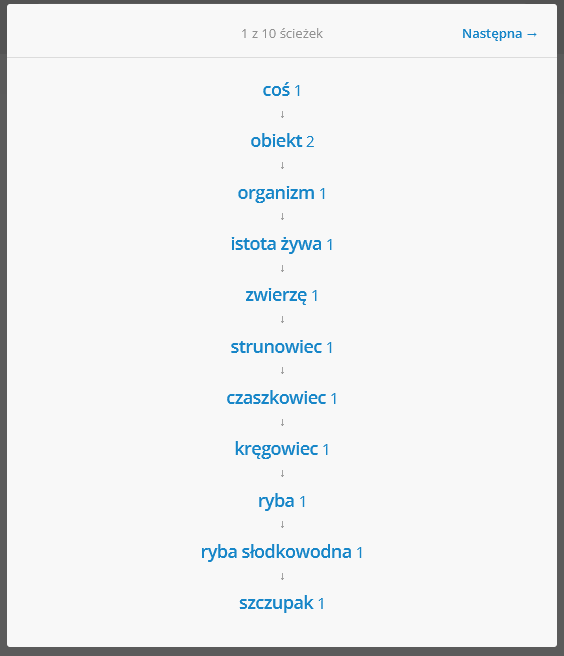 1 z 10 ścieżek
Następna →
coś 1
↓
obiekt 2
↓
organizm 1
↓
istota żywa 1
↓
zwierzę 1
↓
strunowiec 1
↓
czaszkowiec 1
↓
kręgowiec 1
↓
ryba 1
↓
ryba słodkowodna 1
↓
szczupak 1